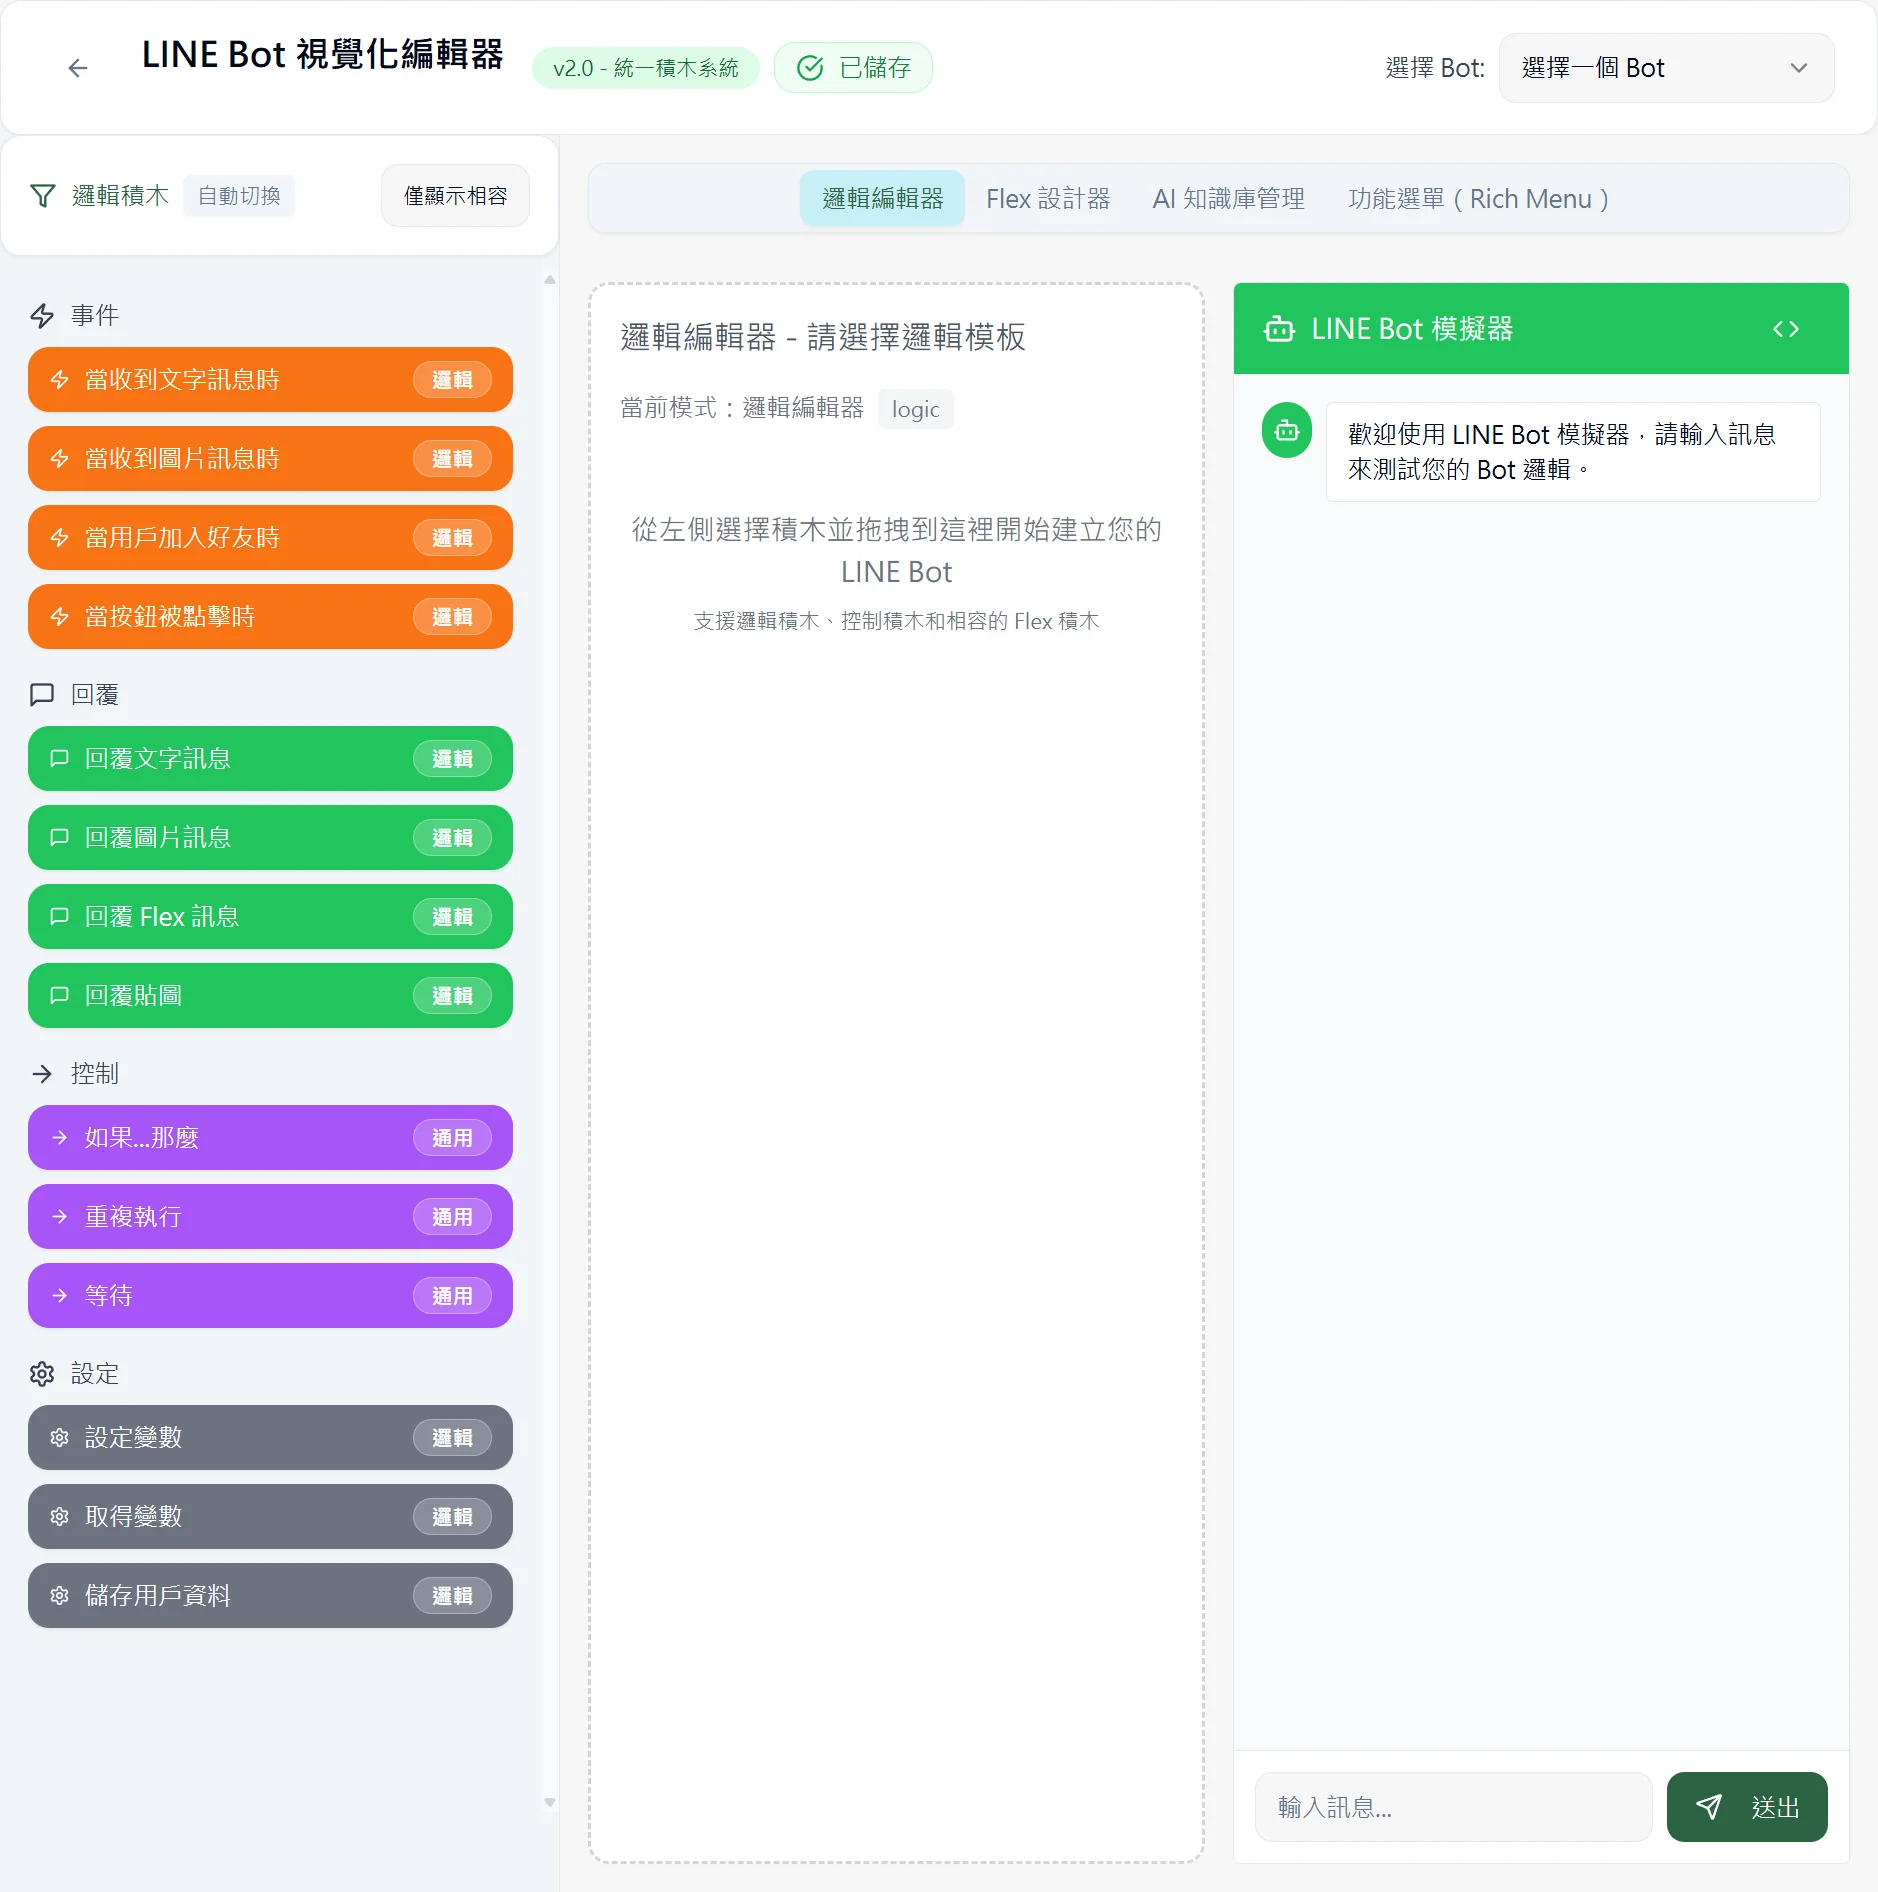 LINE Bot 視覺化編輯器
v2.0 - 統一積木系統
已儲存
選擇 Bot:
選擇一個 Bot
邏輯積木
自動切換
僅顯示相容
事件
當收到文字訊息時
邏輯
當收到圖片訊息時
邏輯
當用戶加入好友時
邏輯
當按鈕被點擊時
邏輯
回覆
回覆文字訊息
邏輯
回覆圖片訊息
邏輯
回覆 Flex 訊息
邏輯
回覆貼圖
邏輯
控制
如果...那麼
通用
重複執行
通用
等待
通用
設定
設定變數
邏輯
取得變數
邏輯
儲存用戶資料
邏輯
邏輯編輯器
Flex 設計器
AI 知識庫管理
功能選單（Rich Menu）
邏輯編輯器 - 請選擇邏輯模板
當前模式：邏輯編輯器
logic
從左側選擇積木並拖拽到這裡開始建立您的
LINE Bot
支援邏輯積木、控制積木和相容的 Flex 積木
LINE Bot 模擬器
歡迎使用 LINE Bot 模擬器，請輸入訊息
來測試您的 Bot 邏輯。
輸入訊息...
送出